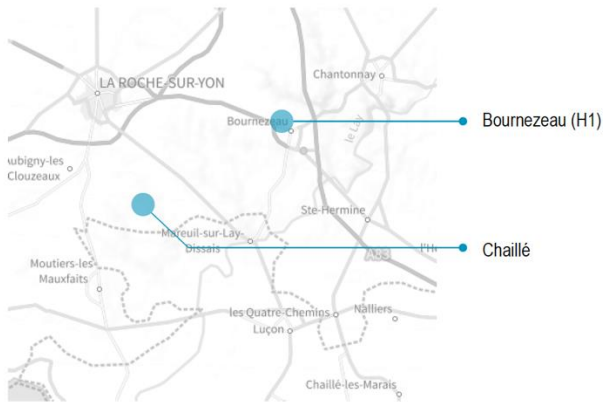 LA ROCHE-SUR-YON
Chantonnay
Bournezeau
Bournezeau (H1)
le Lay
Aubigny-les
Clouzeaux
Ste-Hermine
Mareuil-sur-Lay-
Dissais
A83
l'He
Chaillé
Moutiers-les-
Mauxfaits
les Quatre-Chemins
Nalliers
Luçon
Chaillé-les-Marais